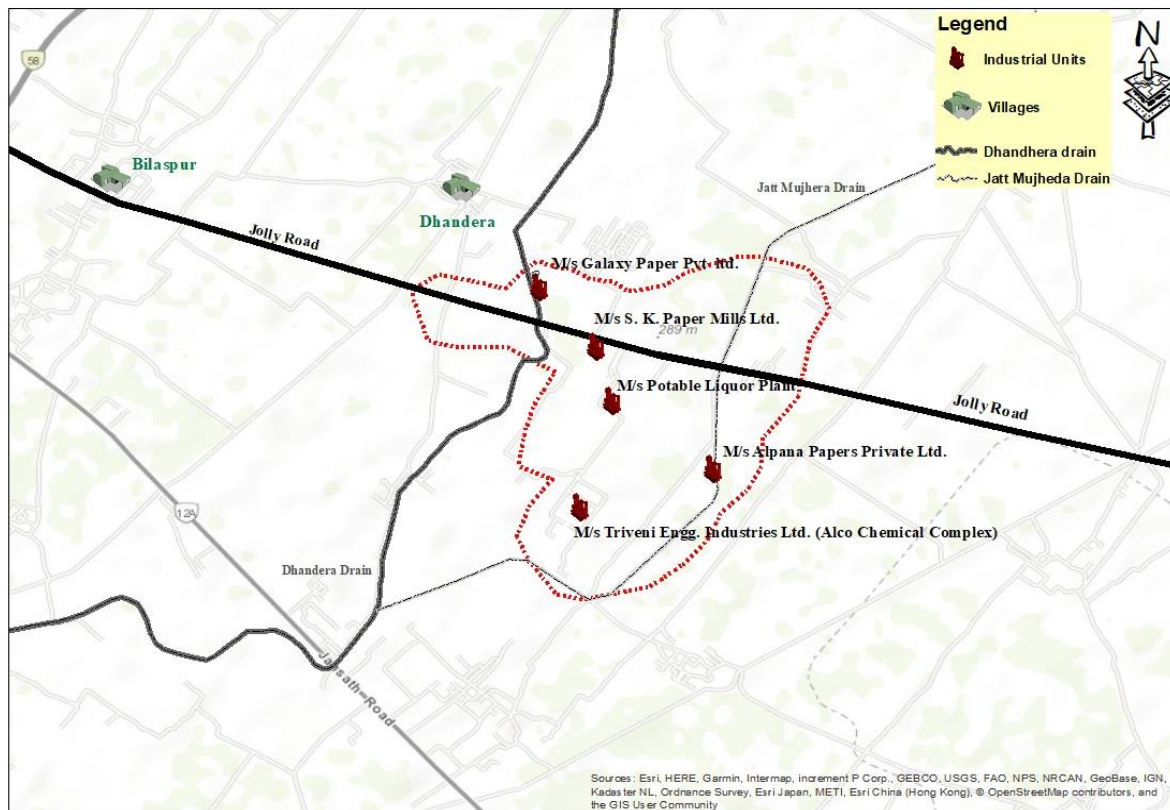 Legend
N
Industrial Units
Villages
Dhandhera drain
Jatt Mujheda Drain
58
Bilaspur
Dhandera
Jatt Mujhera Drain
Jolly Road
M/s Galaxy Paper Pvt. ltd.
M/s S. K. Paper Mills Ltd.
289 m
M/s Potable Liquor Plant
Jolly Road
M/s Alpana Papers Private Ltd.
12A
M/s Triveni Engg. Industries Ltd. (Alco Chemical Complex)
Dhandera Drain
Jansath Road
Sources: Esri, HERE, Garmin, Intermap, increment P Corp., GEBCO, USGS, FAO, NPS, NRCAN, GeoBase, IGN,
Kadaster NL, Ordnance Survey, Esri Japan, METI, Esri China (Hong Kong), © OpenStreetMap contributors, and
the GIS User Community